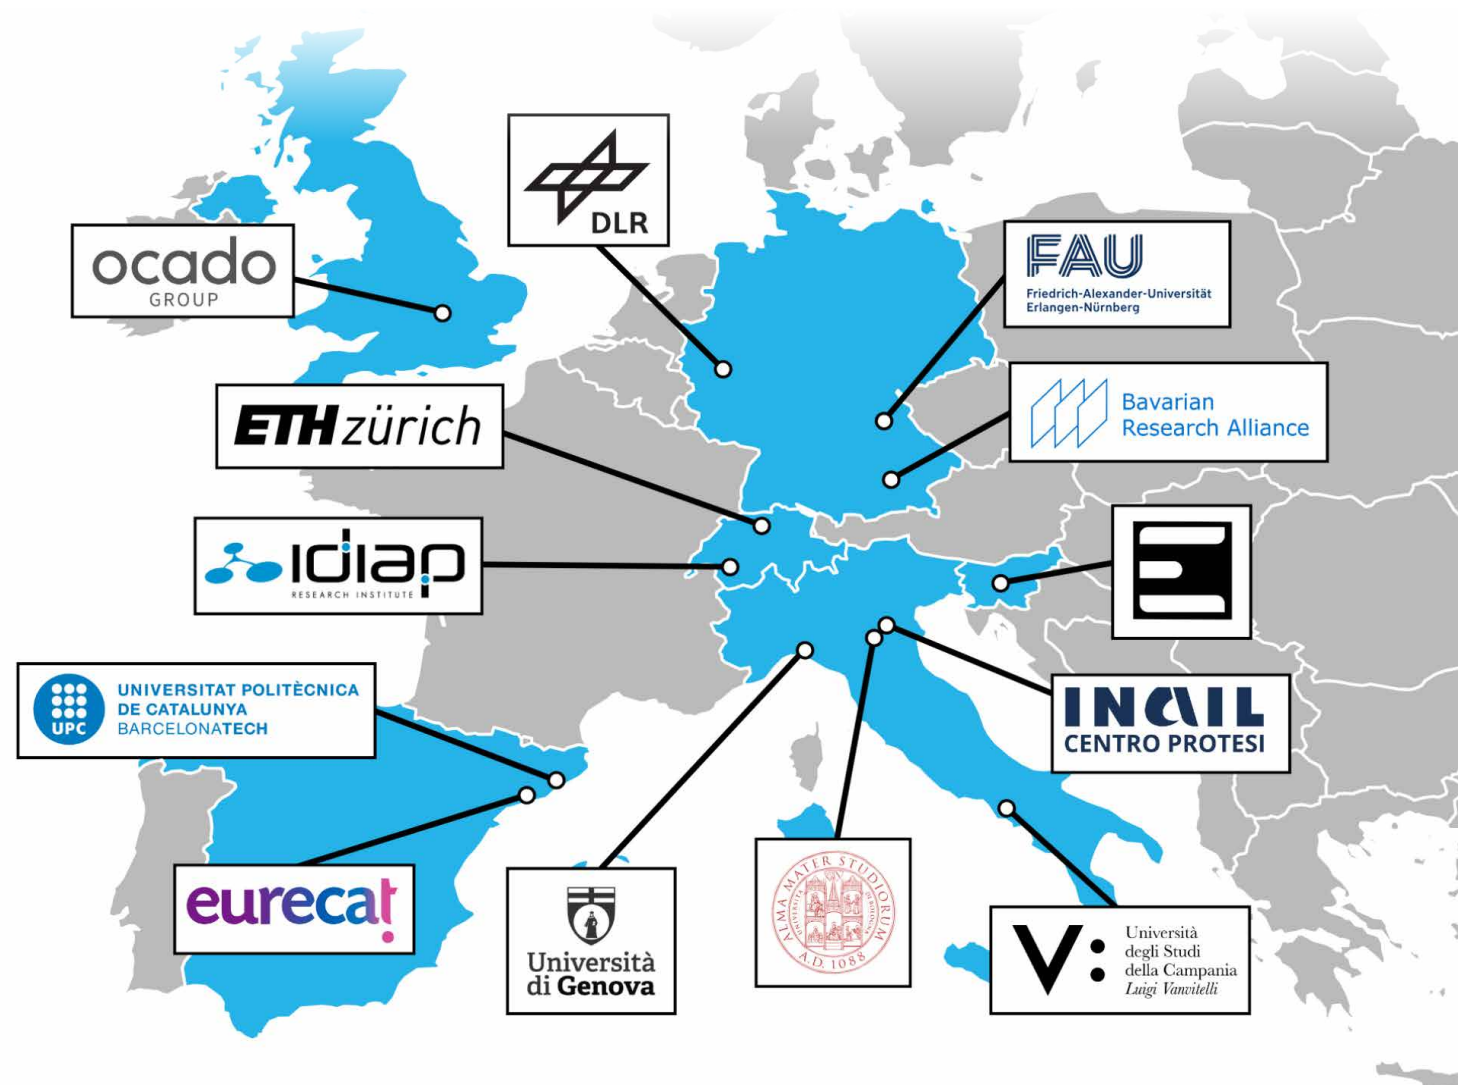 DLR
ocado
GROUP
FAU
Friedrich-Alexander-Universität
Erlangen-Nürnberg
ETH zürich
Bavarian
Research Alliance
idiap
RESEARCH INSTITUTE
E
UPC
UNIVERSITAT POLITÈCNICA
DE CATALUNYA
BARCELONATECH
INAIL
CENTRO PROTESI
eurecat
Università
di Genova
ALMA MATER STUDIORUM
A.D. 1088
V:
Università
degli Studi
della Campania
Luigi Vanvitelli